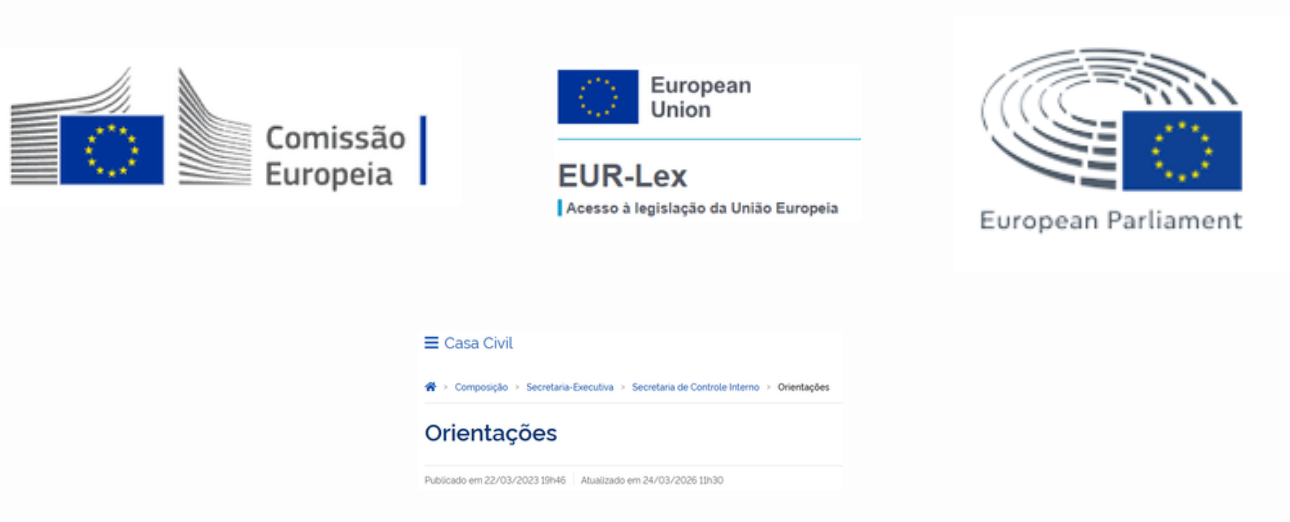 Comissão
Europeia
European
Union
EUR-Lex
Acesso à legislação da União Europeia
European Parliament
Casa Civil
> Composição > Secretaria-Executiva > Secretaria de Controle Interno > Orientações
Orientações
Publicado em 22/03/2023 19h46 | Atualizado em 24/03/2026 11h30